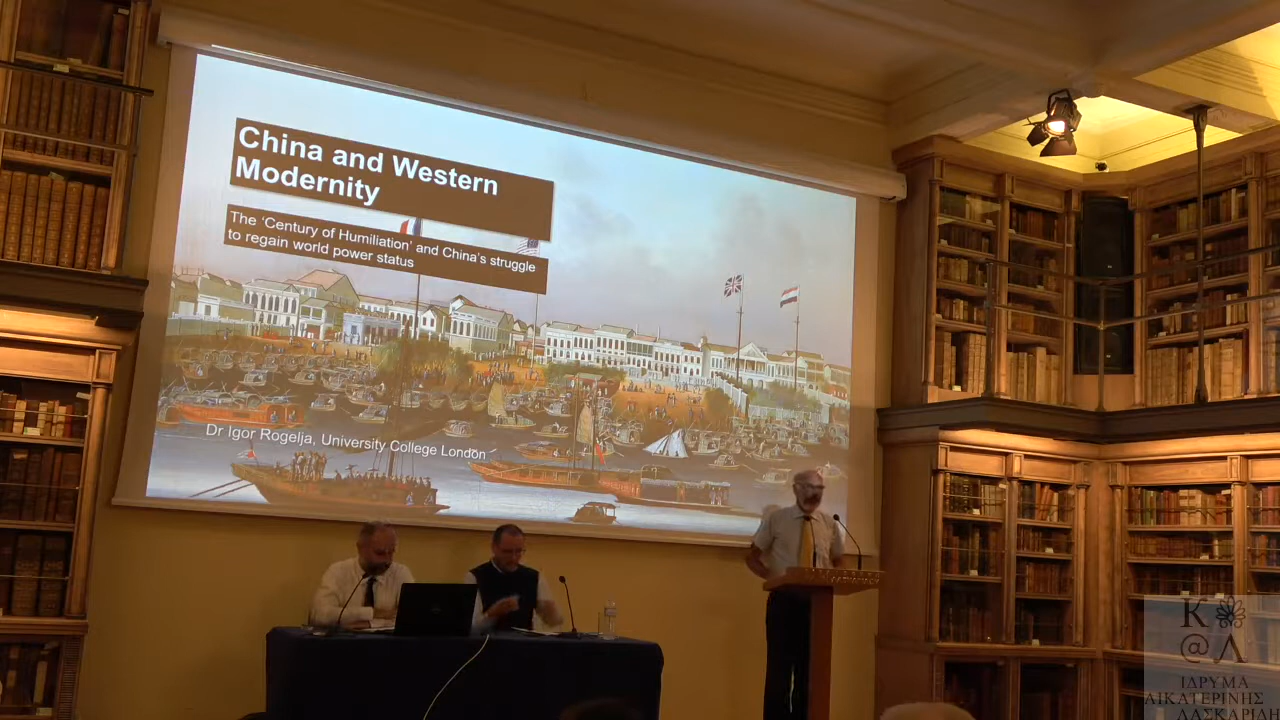 China and Western
Modernity
The ‘Century of Humiliation’ and China’s struggle
to regain world power status
Dr Igor Rogelja, University College London
Κ
@ Λ
ΙΔΡΥΜΑ
ΑΙΚΑΤΕΡΙΝΗΣ
ΛΑΣΚΑΡΙΔΗ